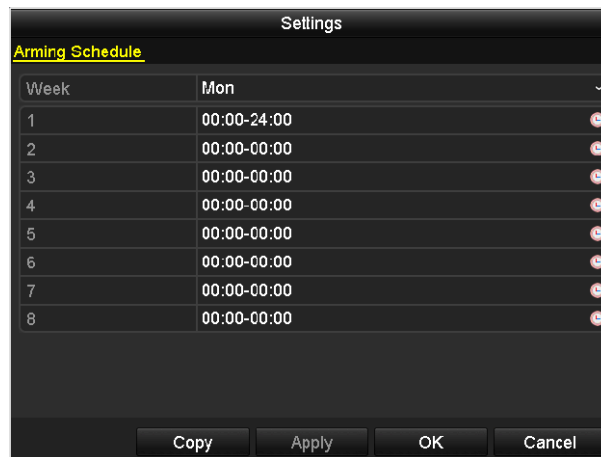 Settings
Arming Schedule
Week Mon
1 00:00-24:00
2 00:00-00:00
3 00:00-00:00
4 00:00-00:00
5 00:00-00:00
6 00:00-00:00
7 00:00-00:00
8 00:00-00:00
Copy Apply OK Cancel